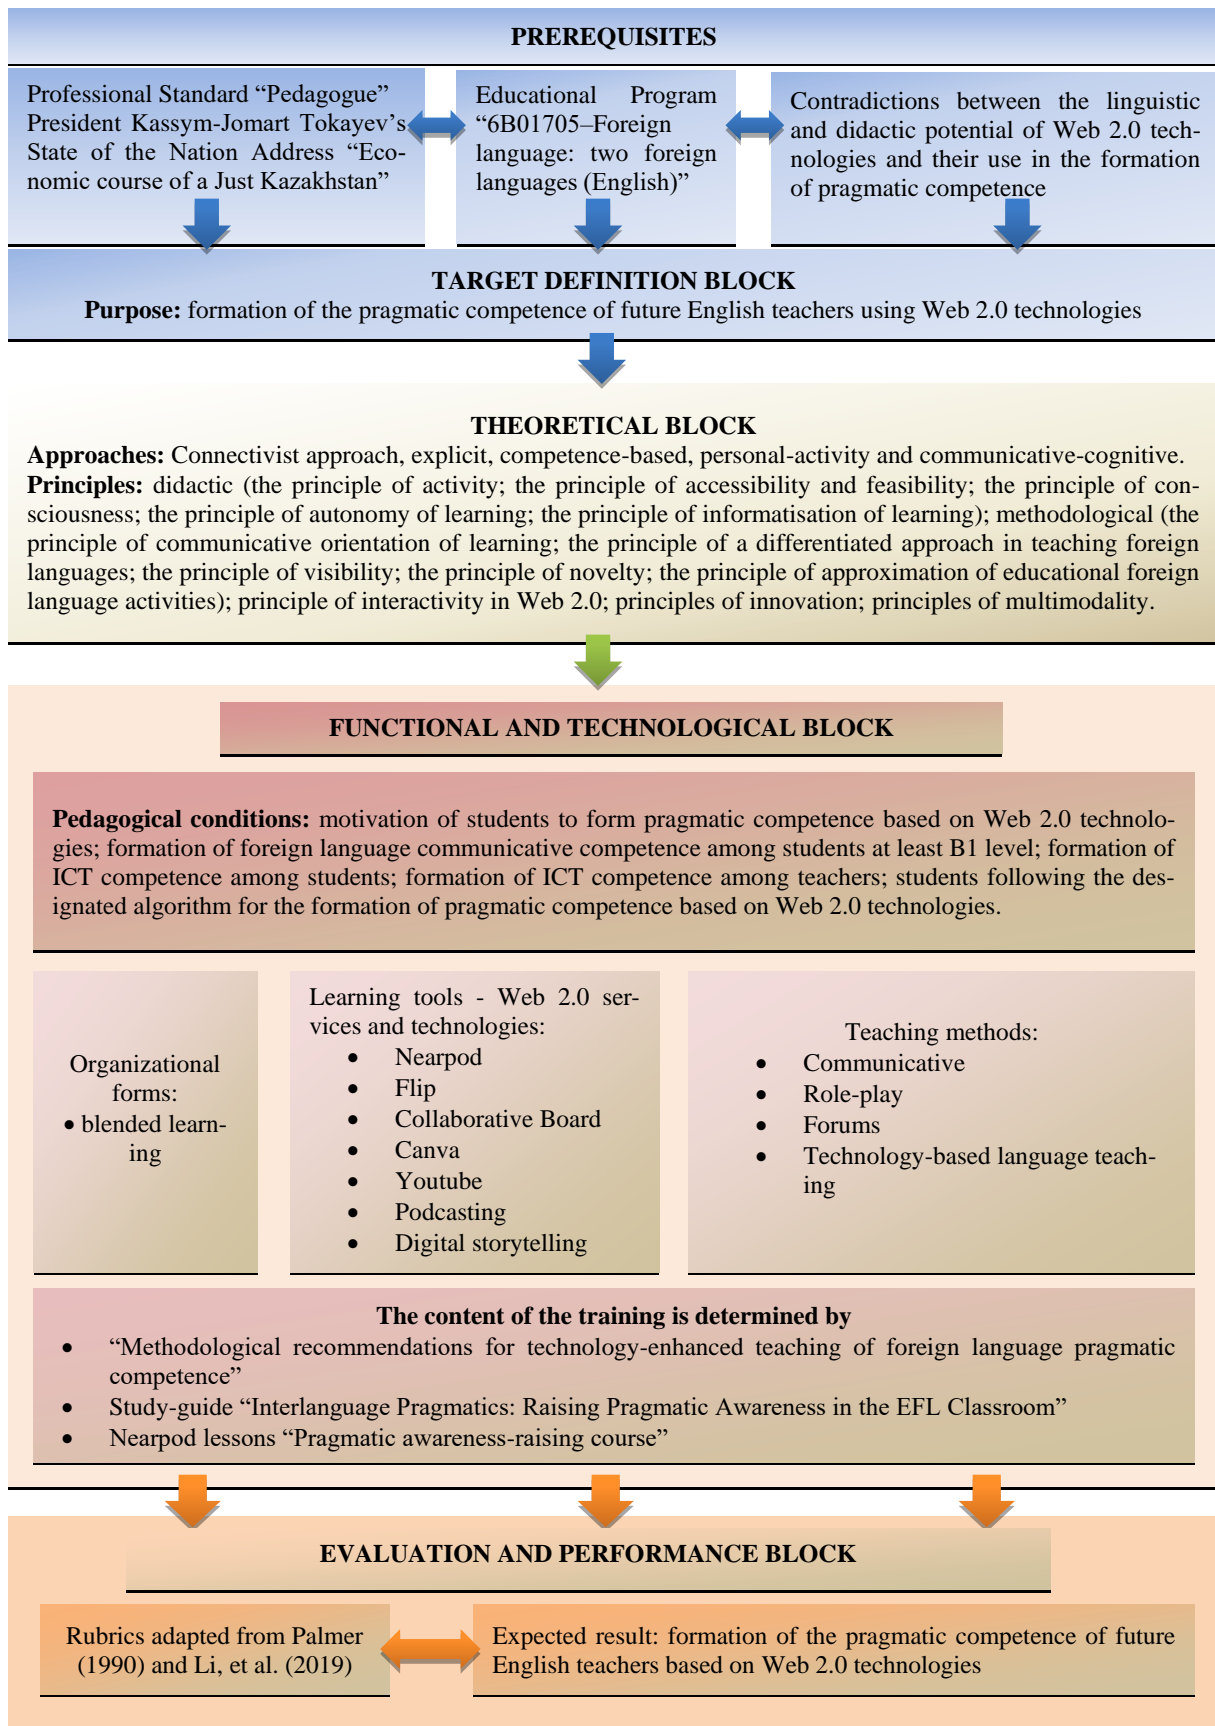 PREREQUISITES
Professional Standard “Pedagogue”
President Kassym-Jomart Tokayev’s
State of the Nation Address “Eco-
nomic course of a Just Kazakhstan”
Educational Program
“6B01705–Foreign
language: two foreign
languages (English)”
Contradictions between the linguistic
and didactic potential of Web 2.0 tech-
nologies and their use in the formation
of pragmatic competence
TARGET DEFINITION BLOCK
Purpose: formation of the pragmatic competence of future English teachers using Web 2.0 technologies
THEORETICAL BLOCK
Approaches: Connectivist approach, explicit, competence-based, personal-activity and communicative-cognitive.
Principles: didactic (the principle of activity; the principle of accessibility and feasibility; the principle of con-
sciousness; the principle of autonomy of learning; the principle of informatisation of learning); methodological (the
principle of communicative orientation of learning; the principle of a differentiated approach in teaching foreign
languages; the principle of visibility; the principle of novelty; the principle of approximation of educational foreign
language activities); principle of interactivity in Web 2.0; principles of innovation; principles of multimodality.
FUNCTIONAL AND TECHNOLOGICAL BLOCK
Pedagogical conditions: motivation of students to form pragmatic competence based on Web 2.0 technolo-
gies; formation of foreign language communicative competence among students at least B1 level; formation of
ICT competence among students; formation of ICT competence among teachers; students following the des-
ignated algorithm for the formation of pragmatic competence based on Web 2.0 technologies.
Organizational
forms:
• blended learn-
ing
Learning tools - Web 2.0 ser-
vices and technologies:
• Nearpod
• Flip
• Collaborative Board
• Canva
• Youtube
• Podcasting
• Digital storytelling
Teaching methods:
• Communicative
• Role-play
• Forums
• Technology-based language teach-
ing
The content of the training is determined by
• “Methodological recommendations for technology-enhanced teaching of foreign language pragmatic
competence”
• Study-guide “Interlanguage Pragmatics: Raising Pragmatic Awareness in the EFL Classroom”
• Nearpod lessons “Pragmatic awareness-raising course”
EVALUATION AND PERFORMANCE BLOCK
Rubrics adapted from Palmer
(1990) and Li, et al. (2019)
Expected result: formation of the pragmatic competence of future
English teachers based on Web 2.0 technologies